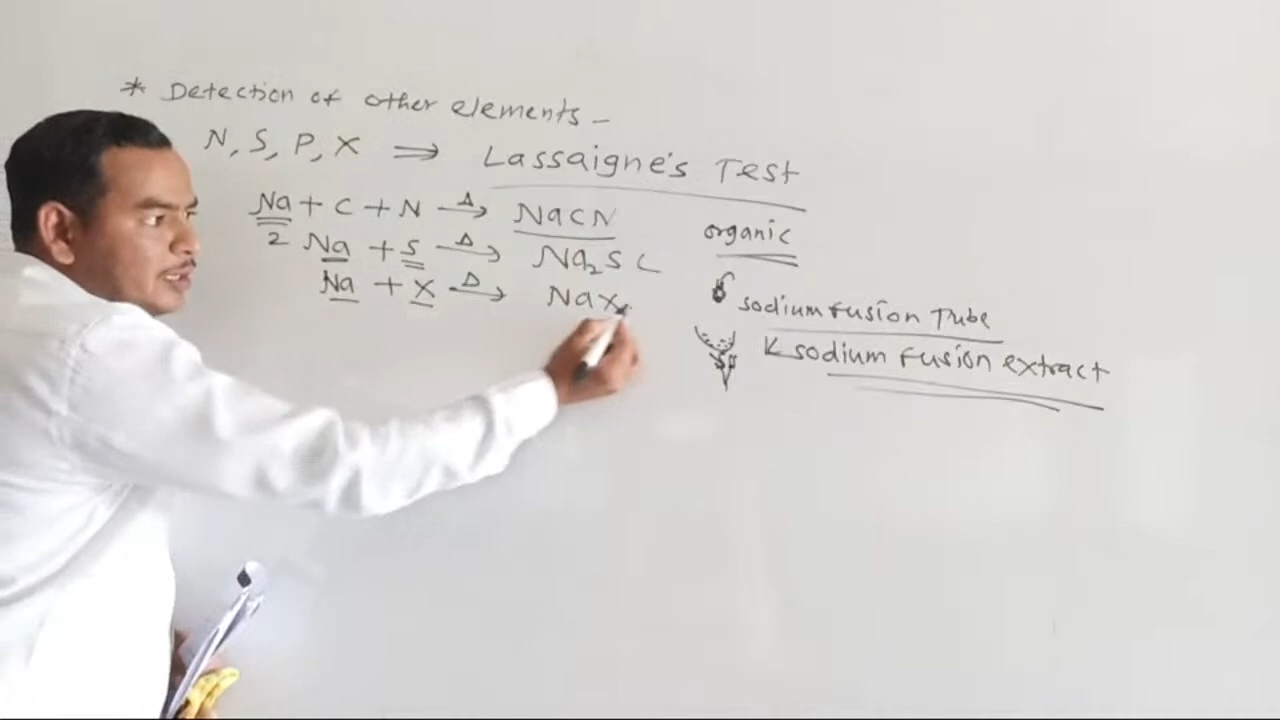 * Detection of other elements -
N, S, P, X ⇒ Lassaigne's Test
Na + C + N —Δ→ NaCN
2 Na + S —Δ→ Na₂S
Na + X —Δ→ NaX
organic
sodium fusion Tube
sodium fusion extract